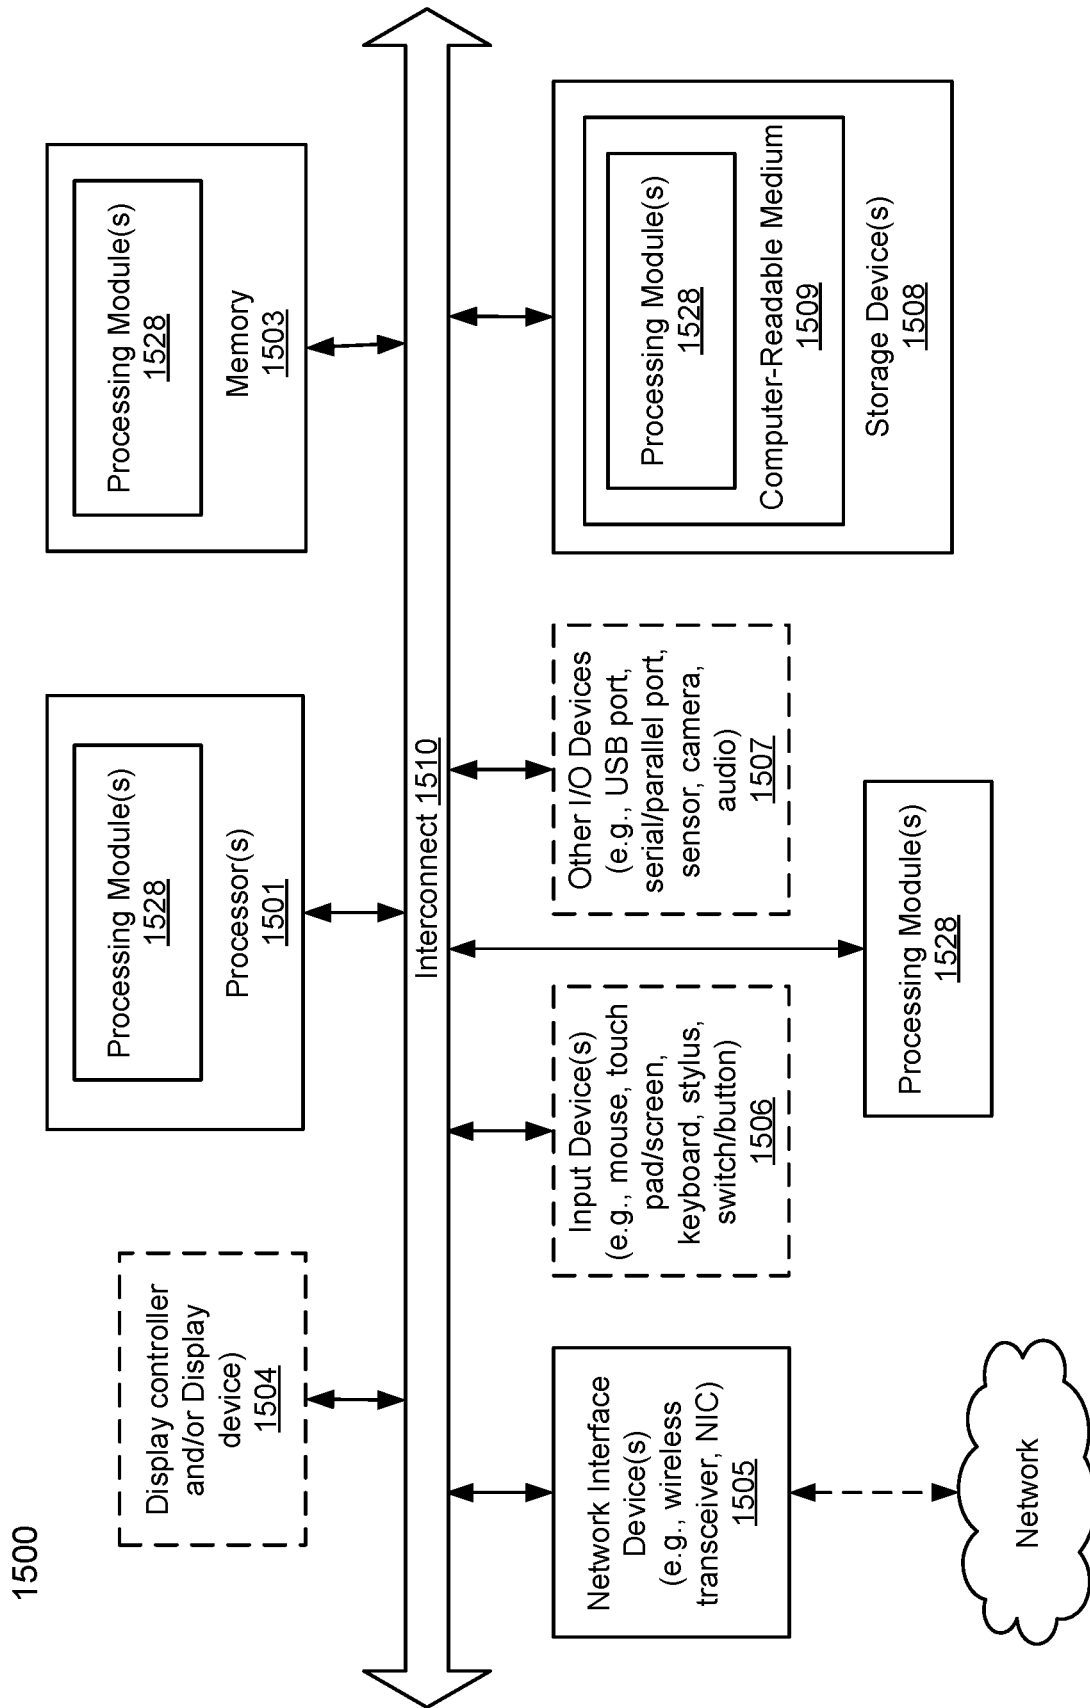 1500
Display controller
and/or Display
device)
1504
Processing Module(s)
1528
Processor(s)
1501
Processing Module(s)
1528
Memory
1503
Interconnect 1510
Network Interface
Device(s)
(e.g., wireless
transceiver, NIC)
1505
Input Device(s)
(e.g., mouse, touch
pad/screen,
keyboard, stylus,
switch/button)
1506
Other I/O Devices
(e.g., USB port,
serial/parallel port,
sensor, camera,
audio)
1507
Processing Module(s)
1528
Computer-Readable Medium
1509
Storage Device(s)
1508
Processing Module(s)
1528
Network